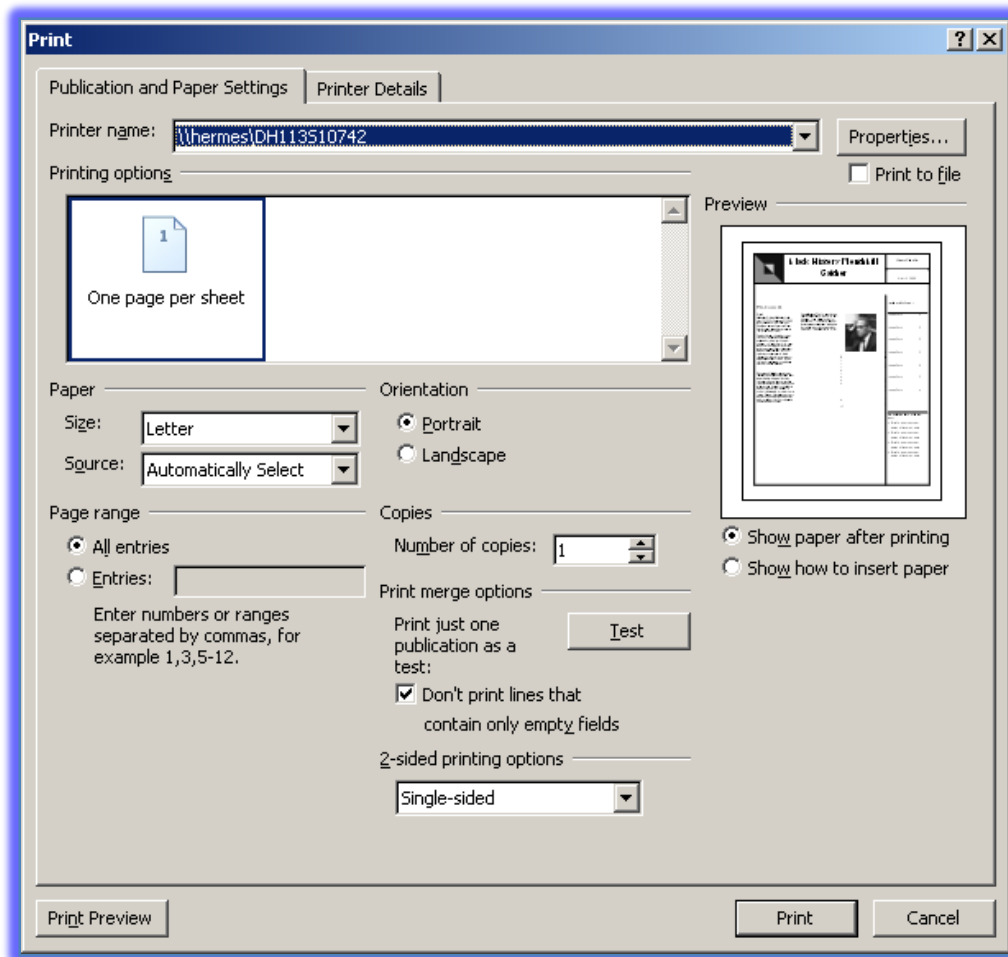 Print
Publication and Paper Settings
Printer Details
Printer name:
\\hermes\DH113S10742
Properties...
Printing options
Print to file
1
One page per sheet
Preview
Paper
Size:
Letter
Source:
Automatically Select
Orientation
Portrait
Landscape
Page range
All entries
Entries:
Enter numbers or ranges
separated by commas, for
example 1,3,5-12.
Copies
Number of copies:
1
Show paper after printing
Show how to insert paper
Print merge options
Print just one
publication as a
test:
Test
Don't print lines that
contain only empty fields
2-sided printing options
Single-sided
Print Preview
Print
Cancel